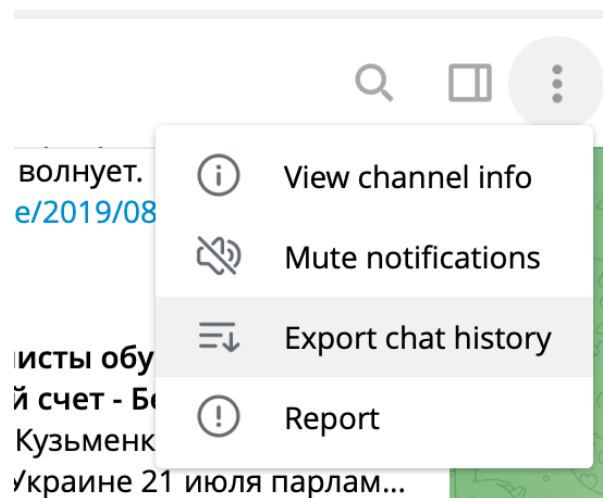 волнует.
e/2019/08
View channel info
Mute notifications
Export chat history
исты обу
й счет - Бе
Report
Кузьменк
Украине 21 июля парлам...